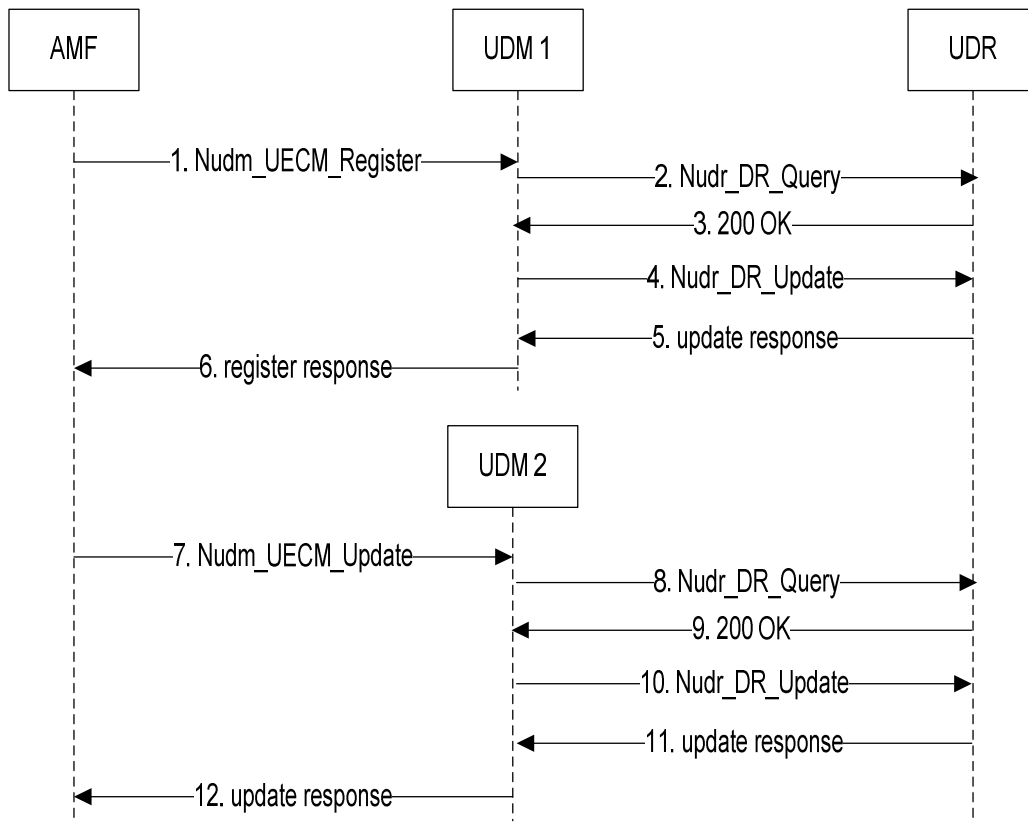 AMF
UDM 1
UDR
1. Nudm_UECM_Register
2. Nudr_DR_Query
3. 200 OK
4. Nudr_DR_Update
5. update response
6. register response
UDM 2
7. Nudm_UECM_Update
8. Nudr_DR_Query
9. 200 OK
10. Nudr_DR_Update
11. update response
12. update response